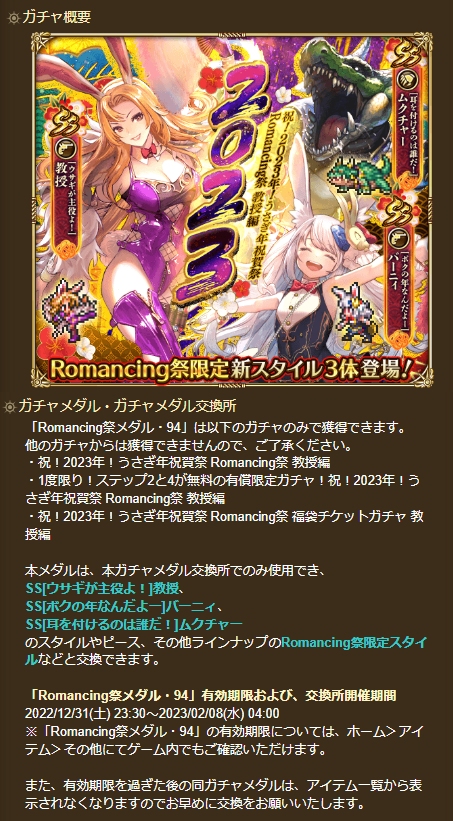 ガチャ概要
SS
[ウサギが主役よ！]
教授
2023
祝！2023年！うさぎ年祝賀祭
Romancing祭 教授編
SS
[耳を付けるのは誰だ！]
ムクチャー
SS
[ボクの年なんだよー]
バーニィ
Romancing祭限定新スタイル3体登場！
ガチャメダル・ガチャメダル交換所
「Romancing祭メダル・94」は以下のガチャのみで獲得できます。
他のガチャからは獲得できませんので、ご了承ください。
・祝！2023年！うさぎ年祝賀祭 Romancing祭 教授編
・1度限り！ステップ2と4が無料の有償限定ガチャ！祝！2023年！う
さぎ年祝賀祭 Romancing祭 教授編
・祝！2023年！うさぎ年祝賀祭 Romancing祭 福袋チケットガチャ 教
授編
本メダルは、本ガチャメダル交換所でのみ使用でき、
SS[ウサギが主役よ！]教授、
SS[ボクの年なんだよー]バーニィ、
SS[耳を付けるのは誰だ！]ムクチャー
のスタイルやピース、その他ラインナップのRomancing祭限定スタイ
ルなどと交換できます。
「Romancing祭メダル・94」有効期限および、交換所開催期間
2022/12/31(土) 23:30～2023/02/08(水) 04:00
※「Romancing祭メダル・94」の有効期限については、ホーム＞アイ
テム＞その他にてゲーム内でもご確認いただけます。
また、有効期限を過ぎた後の同ガチャメダルは、アイテム一覧から表
示されなくなりますのでお早めに交換をお願いいたします。